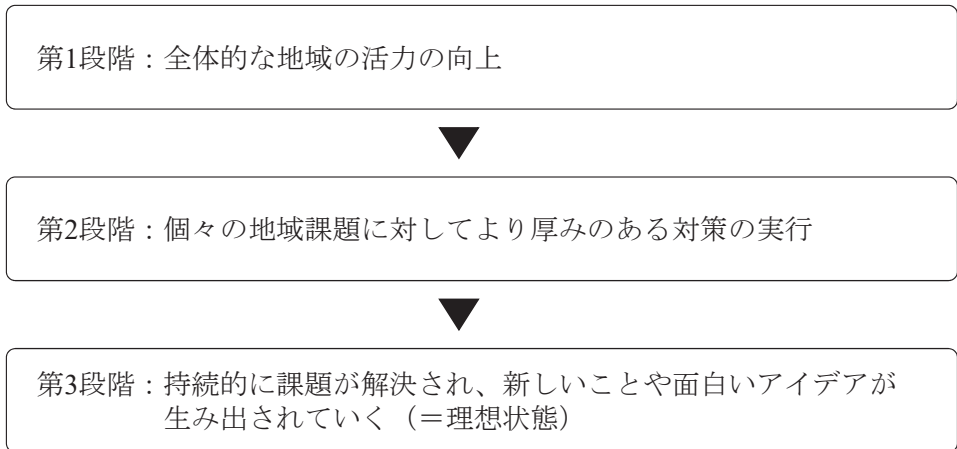 第1段階：全体的な地域の活力の向上
第2段階：個々の地域課題に対してより厚みのある対策の実行
第3段階：持続的に課題が解決され、新しいことや面白いアイデアが
生み出されていく（＝理想状態）